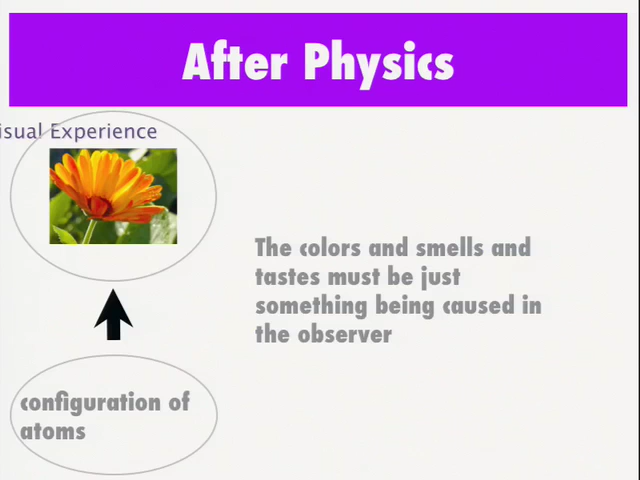 After Physics
isual Experience
The colors and smells and
tastes must be just
something being caused in
the observer
configuration of
atoms